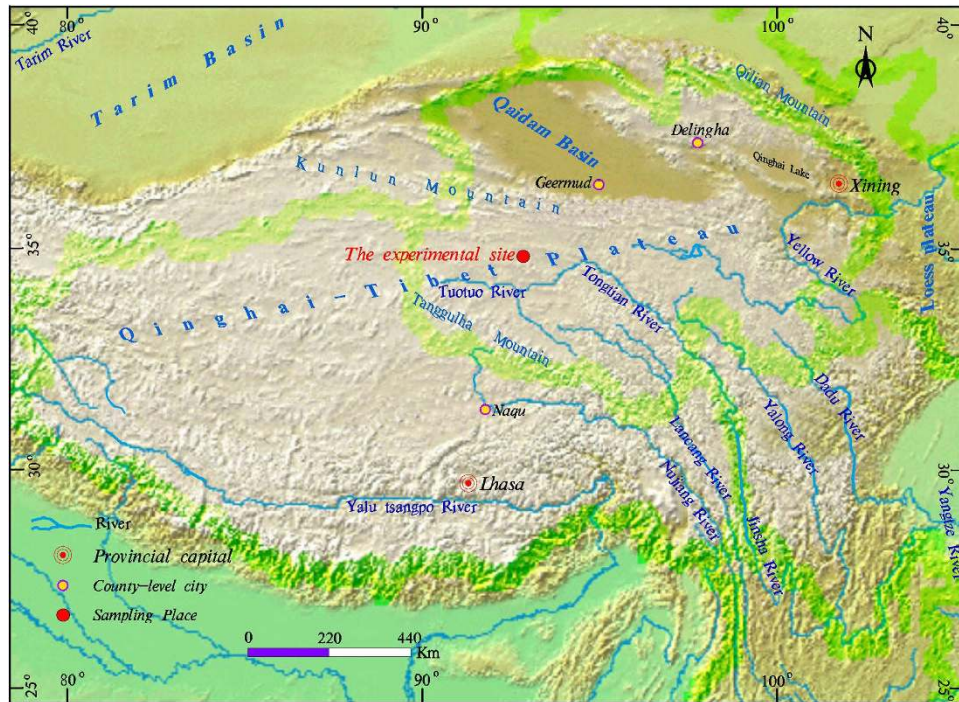 40°
80°
90°
100°
40°
N
Tarim River
Tarim Basin
Qilian Mountain
Qaidam Basin
Delingha
Qinghai Lake
Geermud
Xining
Kunlun Mountain
35°
35°
The experimental site
Qinghai-Tibet Plateau
Yellow River
Loess plateau
Tuotuo River
Tongtian River
Tanggulha Mountain
Dadu River
Naqu
Yalong River
Lancang River
Nujiang River
30°
30°
Lhasa
Yalu tsangpo River
Jinsha River
Yangtze River
River
Provincial capital
County-level city
Sampling Place
0 220 440
Km
25°
25°
80°
90°
100°